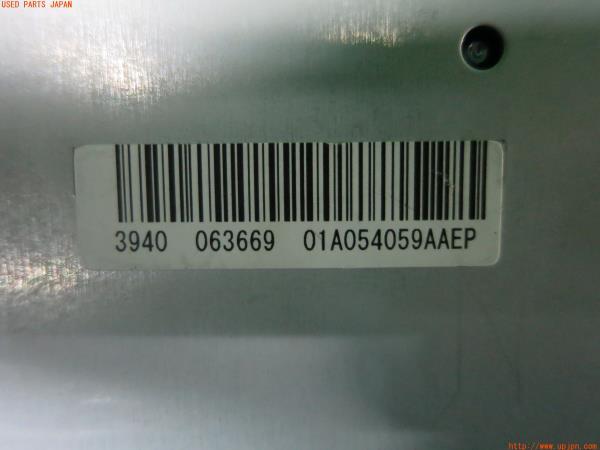 USED PARTS JAPAN
3940 063669 01A054059AAEP
http://www.upjpn.com/